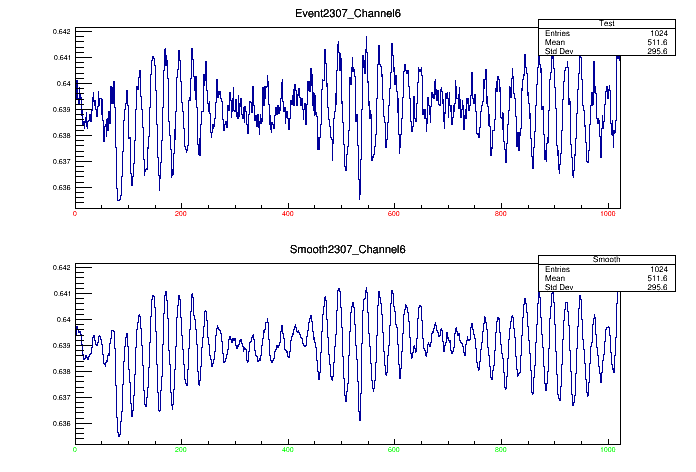 Event2307_Channel6
Test
Entries 1024
Mean 511.6
Std Dev 295.6
0.642
0.641
0.64
0.639
0.638
0.637
0.636
0 200 400 600 800 1000
Smooth2307_Channel6
Smooth
Entries 1024
Mean 511.6
Std Dev 295.6
0.642
0.641
0.64
0.639
0.638
0.637
0.636
0 200 400 600 800 1000